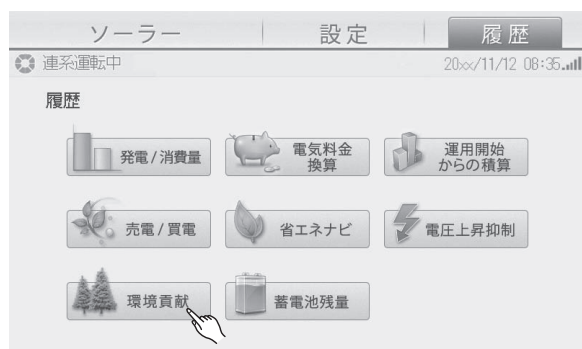 ソーラー 設定 履歴
連系運転中 20xx/11/12 08:35
履歴
発電/消費量
電気料金
換算
運用開始
からの積算
売電/買電
省エネナビ
電圧上昇抑制
環境貢献
蓄電池残量